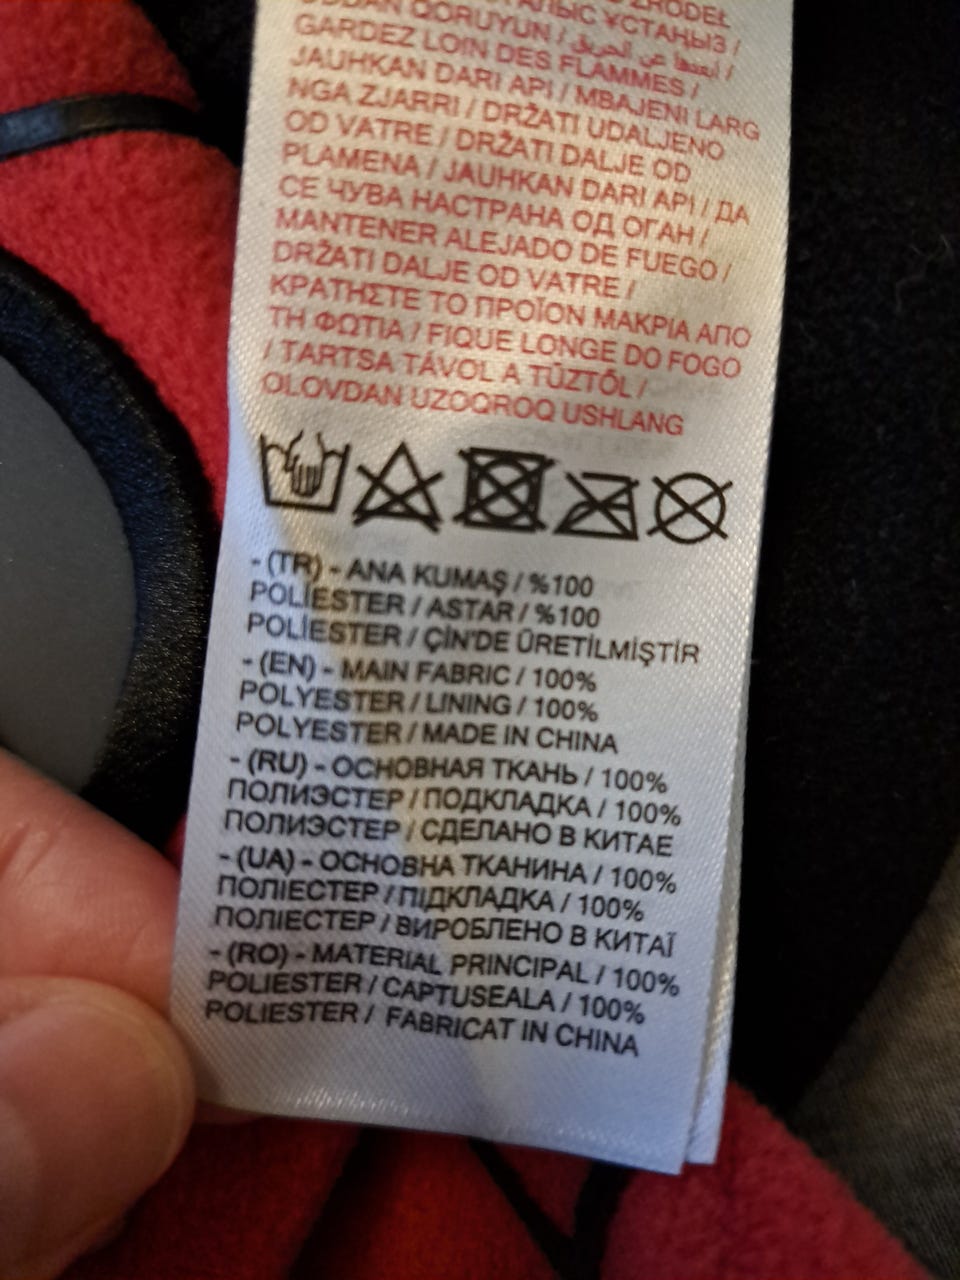 ODDAN QORUYUN / ТАЛЫС ҰСТАҢЫЗ /
GARDEZ LOIN DES FLAMMES /
JAUHKAN DARI API / MBAJENI LARG
NGA ZJARRI / DRŽATI UDALJENO
OD VATRE / DRŽATI DALJE OD
PLAMENA / JAUHKAN DARI API / ДА
СЕ ЧУВА НАСТРАНА ОД ОГАН /
MANTENER ALEJADO DE FUEGO /
DRŽATI DALJE OD VATRE /
ΚΡΑΤΗΣΤΕ ΤΟ ΠΡΟΪΟΝ ΜΑΚΡΙΑ ΑΠΟ
ΤΗ ΦΩΤΙΑ / FIQUE LONGE DO FOGO
/ TARTSA TÁVOL A TŰZTŐL /
OLOVDAN UZOQROQ USHLANG
- (TR) - ANA KUMAŞ / %100
POLİESTER / ASTAR / %100
POLİESTER / ÇİN'DE ÜRETİLMİŞTİR
- (EN) - MAIN FABRIC / 100%
POLYESTER / LINING / 100%
POLYESTER / MADE IN CHINA
- (RU) - ОСНОВНАЯ ТКАНЬ / 100%
ПОЛИЭСТЕР / ПОДКЛАДКА / 100%
ПОЛИЭСТЕР / СДЕЛАНО В КИТАЕ
- (UA) - ОСНОВНА ТКАНИНА / 100%
ПОЛІЕСТЕР / ПІДКЛАДКА / 100%
ПОЛІЕСТЕР / ВИРОБЛЕНО В КИТАЇ
- (RO) - MATERIAL PRINCIPAL / 100%
POLIESTER / CAPTUSEALA / 100%
POLIESTER / FABRICAT IN CHINA